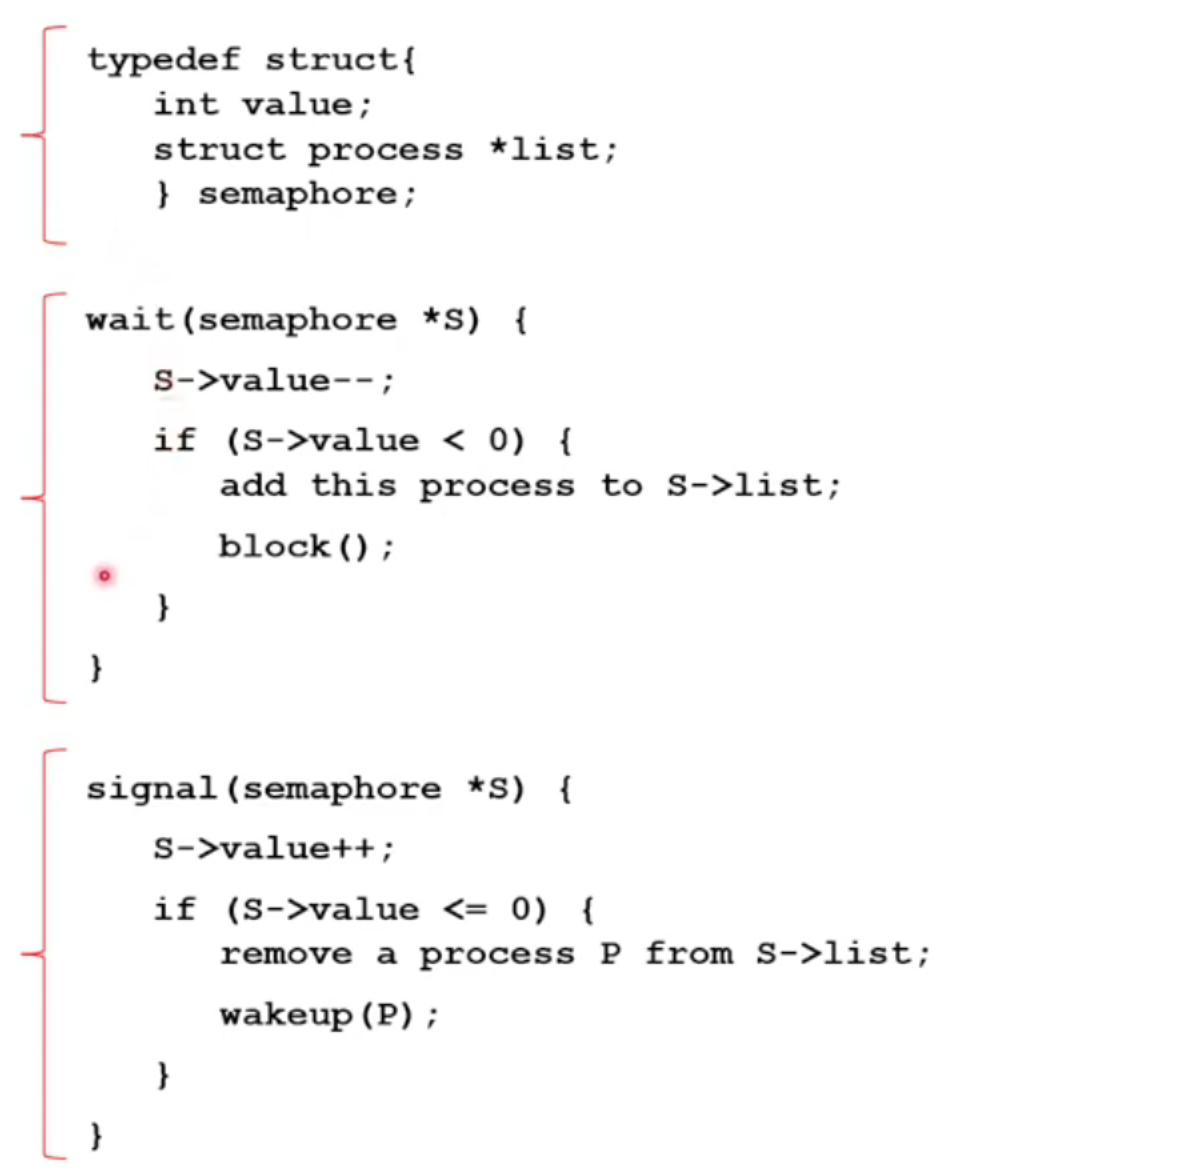 typedef struct{
int value;
struct process *list;
} semaphore;
wait(semaphore *S) {
S->value--;
if (S->value < 0) {
add this process to S->list;
block();
}
}
signal(semaphore *S) {
S->value++;
if (S->value <= 0) {
remove a process P from S->list;
wakeup(P);
}
}